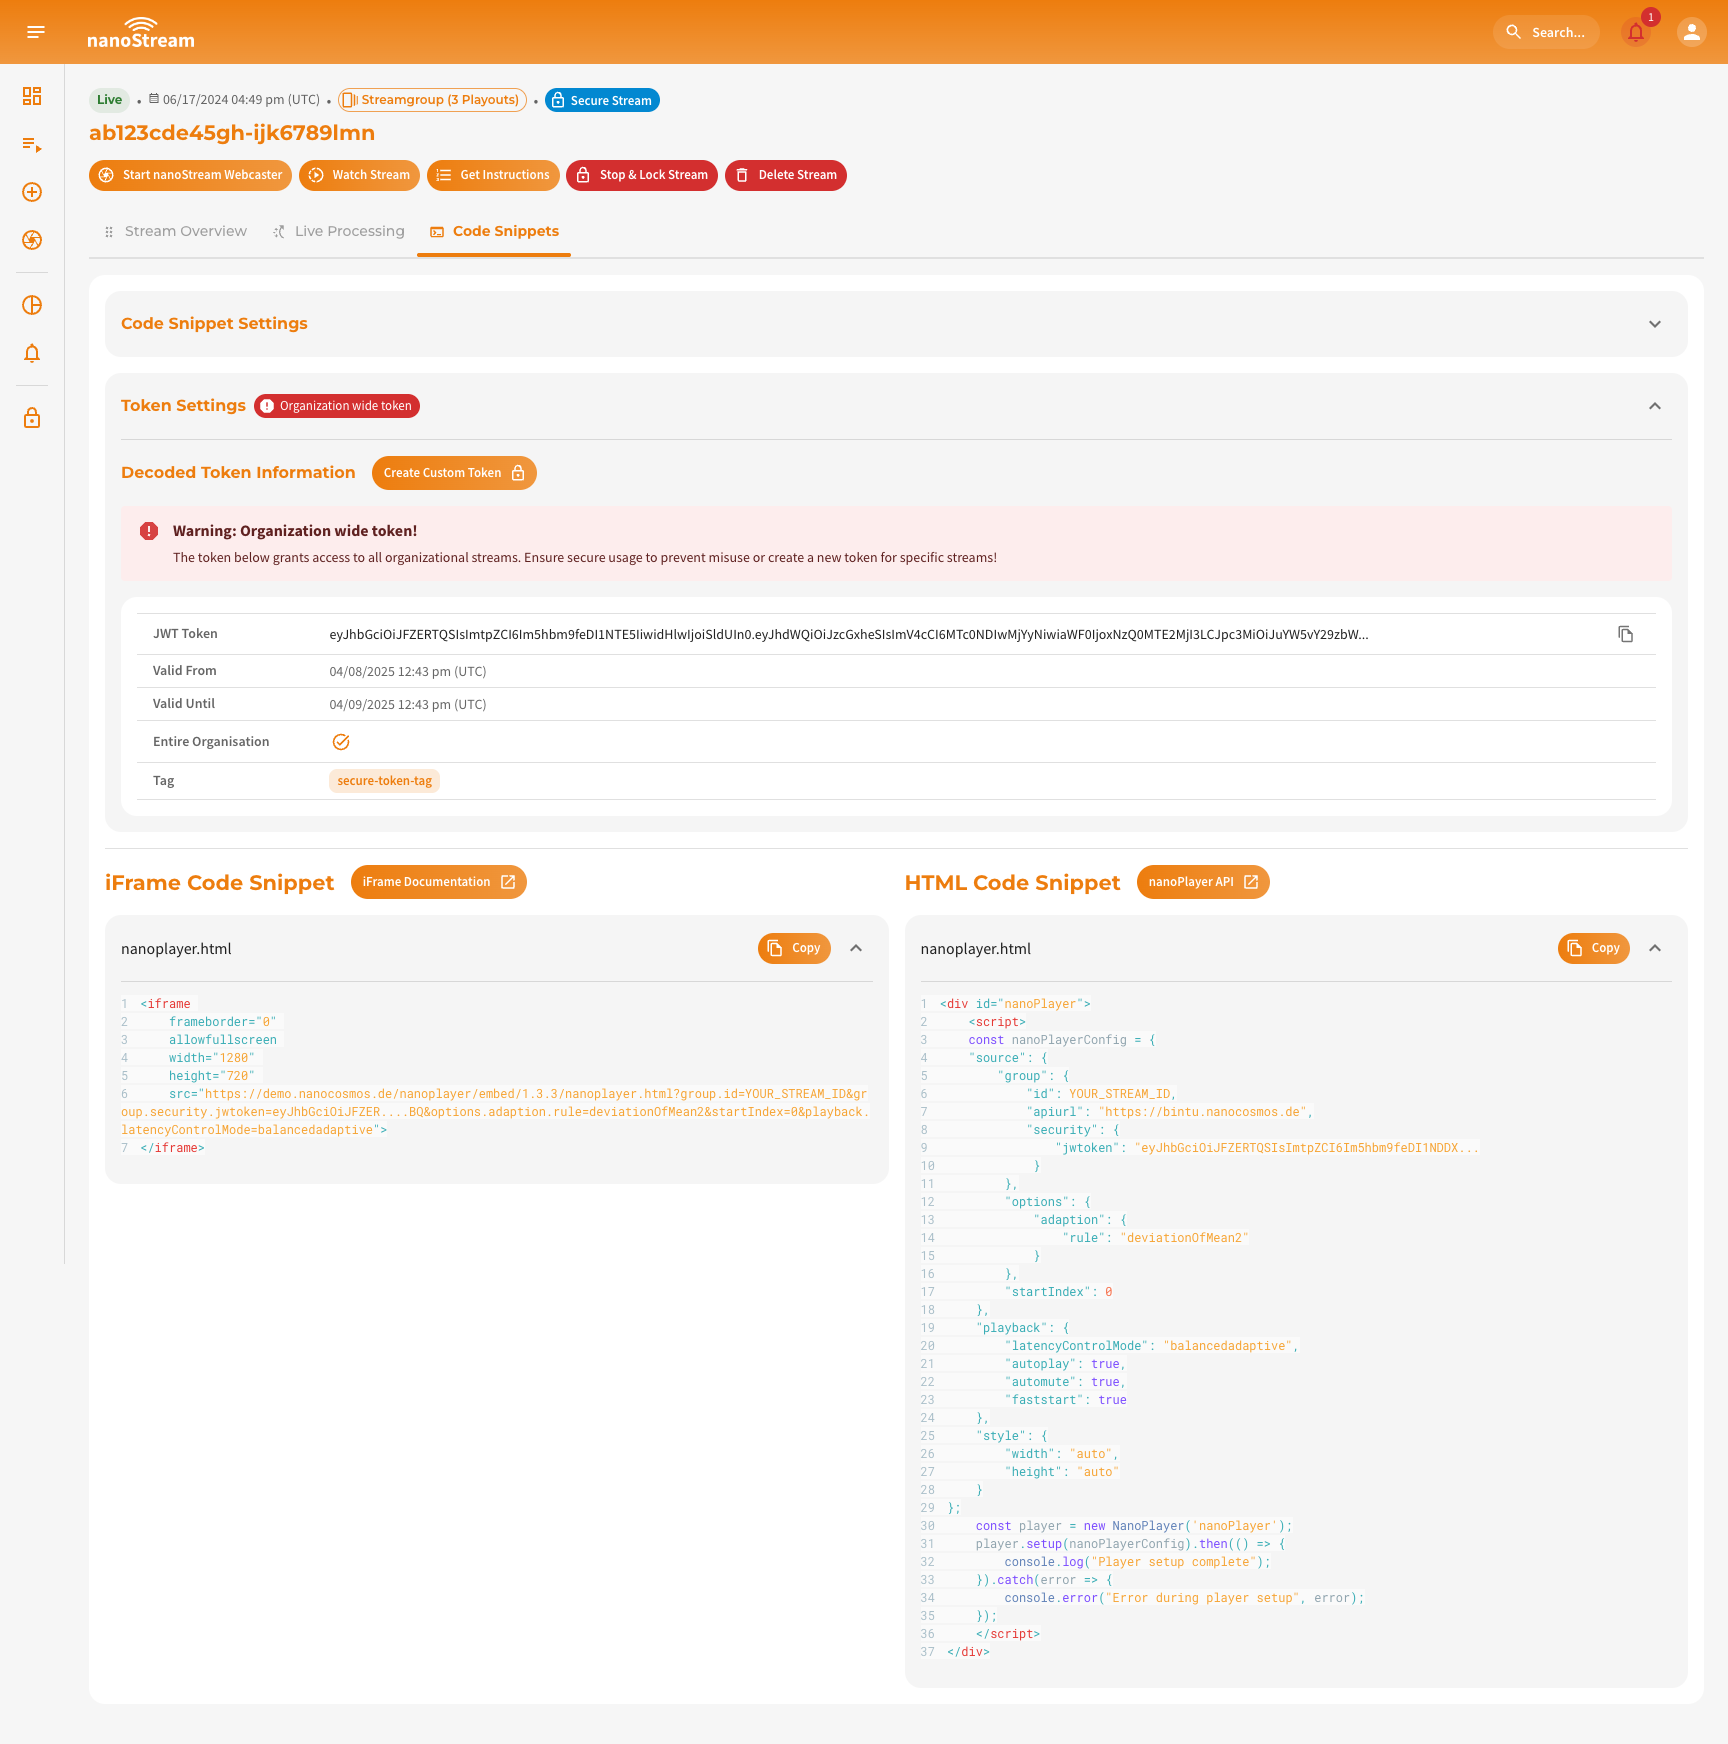 nanoStream
Search...
1
Live • 06/17/2024 04:49 pm (UTC) • Streamgroup (3 Playouts) • Secure Stream
ab123cde45gh-ijk6789lmn
Start nanoStream Webcaster Watch Stream Get Instructions Stop & Lock Stream Delete Stream
Stream Overview Live Processing Code Snippets
Code Snippet Settings
Token Settings Organization wide token
Decoded Token Information Create Custom Token
Warning: Organization wide token!
The token below grants access to all organizational streams. Ensure secure usage to prevent misuse or create a new token for specific streams!
JWT Token eyJhbGciOiJFZERTQSIsImtpZCI6Im5hbm9feDI1NTE5IiwidHlwIjoiSldUIn0.eyJhdWQiOiJzcGxheSIsImV4cCI6MTc0NDIwMjYyNiwiaWF0IjoxNzQ0MTE2MjI3LCJpc3MiOiJuYW5vY29zbW...
Valid From 04/08/2025 12:43 pm (UTC)
Valid Until 04/09/2025 12:43 pm (UTC)
Entire Organisation
Tag secure-token-tag
iFrame Code Snippet iFrame Documentation
nanoplayer.html Copy
1 <iframe
2 frameborder="0"
3 allowfullscreen
4 width="1280"
5 height="720"
6 src="https://demo.nanocosmos.de/nanoplayer/embed/1.3.3/nanoplayer.html?group.id=YOUR_STREAM_ID&gr
oup.security.jwtoken=eyJhbGciOiJFZER....BQ&options.adaption.rule=deviationOfMean2&startIndex=0&playback.
latencyControlMode=balancedadaptive">
7 </iframe>
HTML Code Snippet nanoPlayer API
nanoplayer.html Copy
1 <div id="nanoPlayer">
2 <script>
3 const nanoPlayerConfig = {
4 "source": {
5 "group": {
6 "id": YOUR_STREAM_ID,
7 "apiurl": "https://bintu.nanocosmos.de",
8 "security": {
9 "jwtoken": "eyJhbGciOiJFZERTQSIsImtpZCI6Im5hbm9feDI1NDDX...
10 }
11 },
12 "options": {
13 "adaption": {
14 "rule": "deviationOfMean2"
15 }
16 },
17 "startIndex": 0
18 },
19 "playback": {
20 "latencyControlMode": "balancedadaptive",
21 "autoplay": true,
22 "automute": true,
23 "faststart": true
24 },
25 "style": {
26 "width": "auto",
27 "height": "auto"
28 }
29 };
30 const player = new NanoPlayer('nanoPlayer');
31 player.setup(nanoPlayerConfig).then(() => {
32 console.log("Player setup complete");
33 }).catch(error => {
34 console.error("Error during player setup", error);
35 });
36 </script>
37 </div>